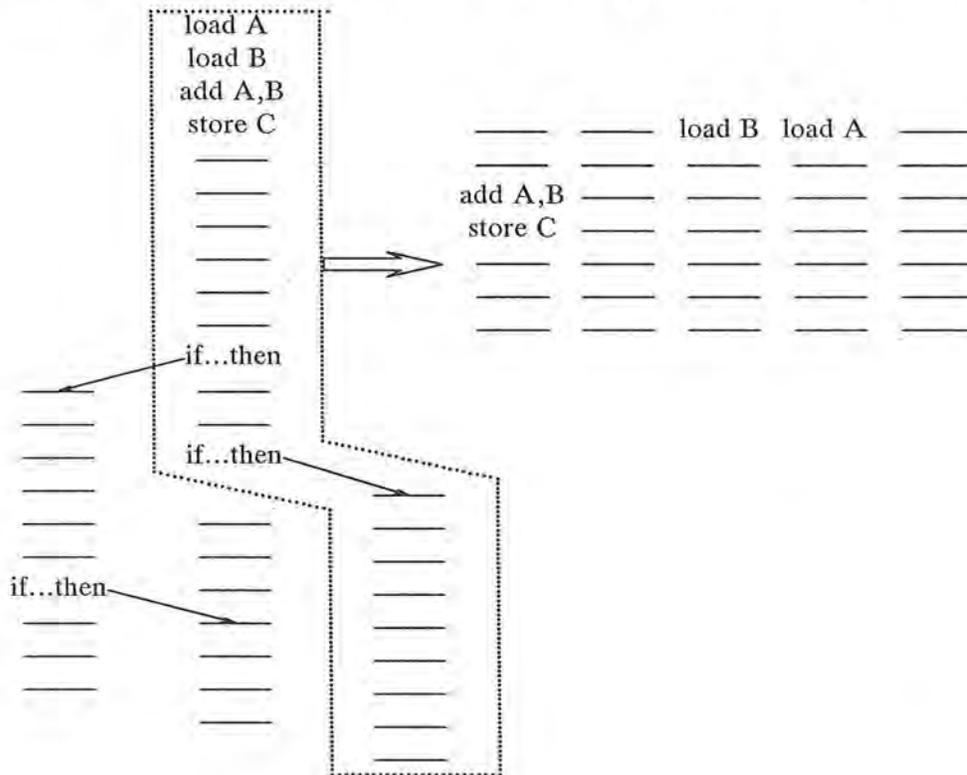 load A
load B
add A,B
store C
load B load A
add A,B
store C
if...then
if...then
if...then